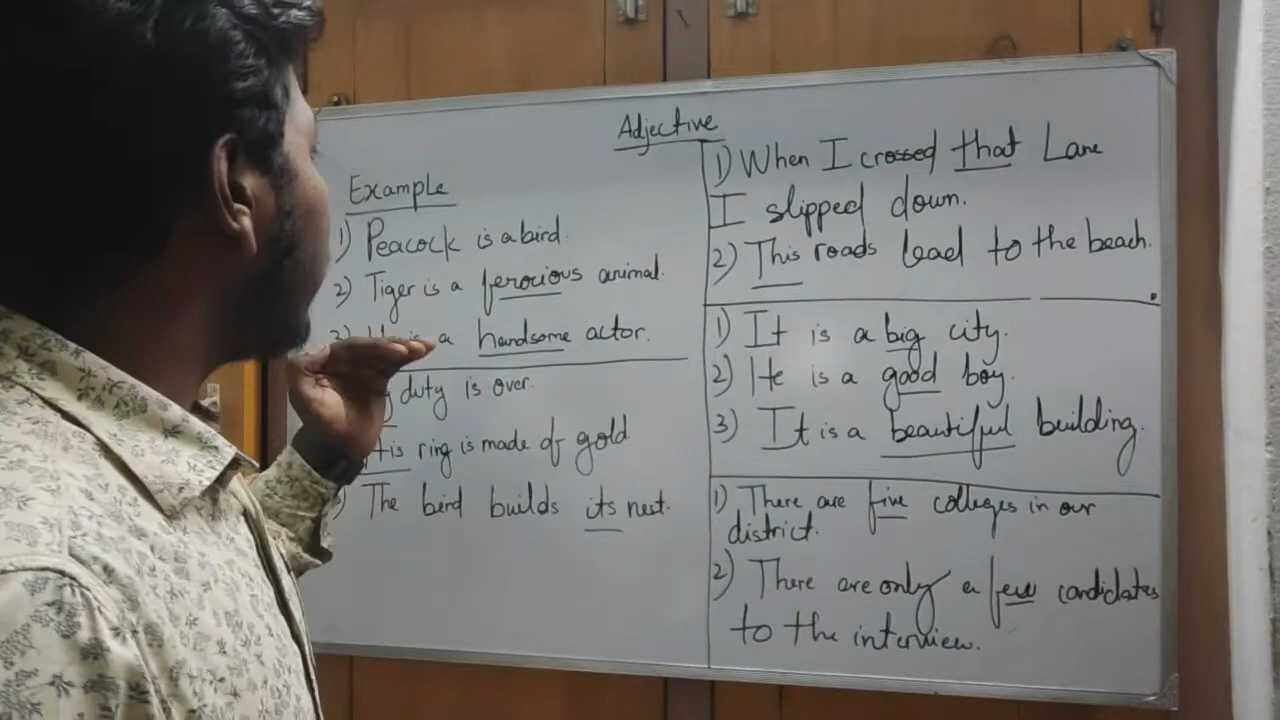 Adjective
Example
1) Peacock is a bird.
2) Tiger is a ferocious animal.
3) is a handsome actor.
duty is over.
ring is made of gold
The bird builds its nest.
1) When I crossed that Lane
I slipped down.
2) This roads lead to the beach.
1) It is a big city.
2) He is a good boy.
3) It is a beautiful building.
1) There are five colleges in our
district.
2) There are only a few candidates
to the interview.